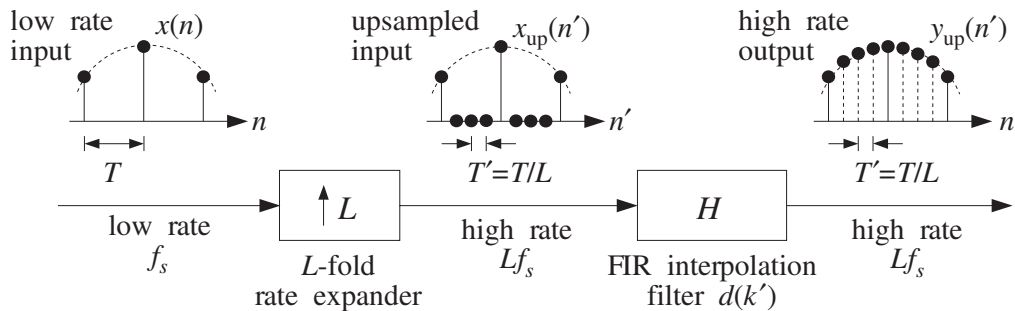 low rate
input
x(n)
n
T
upsampled
input
x_up(n′)
n′
T′=T/L
high rate
output
y_up(n′)
n
T′=T/L
low rate
f_s
↑ L
L-fold
rate expander
high rate
Lf_s
H
FIR interpolation
filter d(k′)
high rate
Lf_s